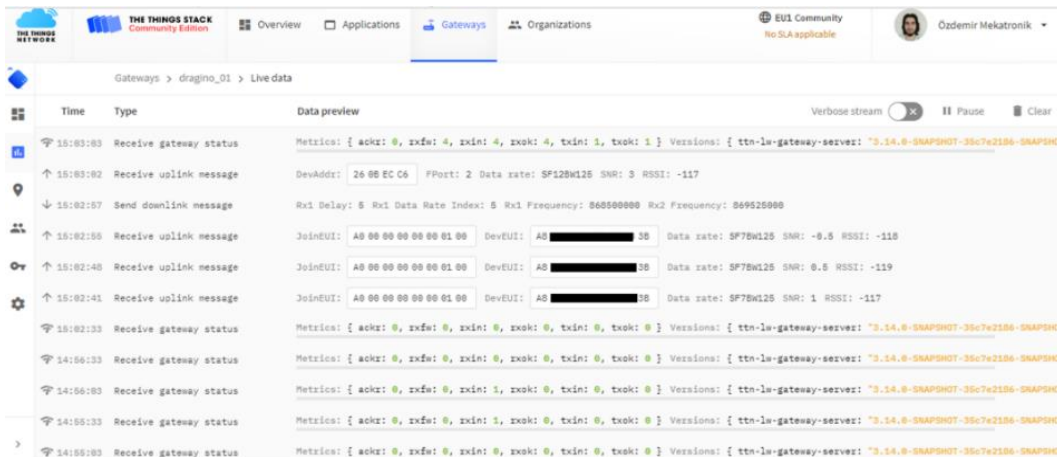 THE THINGS NETWORK
THE THINGS STACK
Community Edition
Overview
Applications
Gateways
Organizations
EU1 Community
No SLA applicable
Özdemir Mekatronik
Gateways > dragino_01 > Live data
Time Type Data preview Verbose stream Pause Clear
15:03:03 Receive gateway status Metrics: { ackr: 0, rxfw: 4, rxin: 4, rxok: 4, txin: 1, txok: 1 } Versions: { ttn-lw-gateway-server: "3.14.0-SNAPSHOT-35c7e2186-SNAPSHO
15:03:02 Receive uplink message DevAddr: 26 0B EC C6 FPort: 2 Data rate: SF12BW125 SNR: 3 RSSI: -117
15:02:57 Send downlink message Rx1 Delay: 5 Rx1 Data Rate Index: 5 Rx1 Frequency: 868500000 Rx2 Frequency: 869525000
15:02:55 Receive uplink message JoinEUI: A0 00 00 00 00 00 01 00 DevEUI: A8 3B Data rate: SF7BW125 SNR: -0.5 RSSI: -118
15:02:48 Receive uplink message JoinEUI: A0 00 00 00 00 00 01 00 DevEUI: A8 3B Data rate: SF7BW125 SNR: 0.5 RSSI: -119
15:02:41 Receive uplink message JoinEUI: A0 00 00 00 00 00 01 00 DevEUI: A8 3B Data rate: SF7BW125 SNR: 1 RSSI: -117
15:02:33 Receive gateway status Metrics: { ackr: 0, rxfw: 0, rxin: 0, rxok: 0, txin: 0, txok: 0 } Versions: { ttn-lw-gateway-server: "3.14.0-SNAPSHOT-35c7e2186-SNAPSHO
14:56:33 Receive gateway status Metrics: { ackr: 0, rxfw: 0, rxin: 0, rxok: 0, txin: 0, txok: 0 } Versions: { ttn-lw-gateway-server: "3.14.0-SNAPSHOT-35c7e2186-SNAPSHO
14:56:03 Receive gateway status Metrics: { ackr: 0, rxfw: 0, rxin: 1, rxok: 0, txin: 0, txok: 0 } Versions: { ttn-lw-gateway-server: "3.14.0-SNAPSHOT-35c7e2186-SNAPSHO
14:55:33 Receive gateway status Metrics: { ackr: 0, rxfw: 0, rxin: 1, rxok: 0, txin: 0, txok: 0 } Versions: { ttn-lw-gateway-server: "3.14.0-SNAPSHOT-35c7e2186-SNAPSHO
14:55:03 Receive gateway status Metrics: { ackr: 0, rxfw: 0, rxin: 0, rxok: 0, txin: 0, txok: 0 } Versions: { ttn-lw-gateway-server: "3.14.0-SNAPSHOT-35c7e2186-SNAPSHO